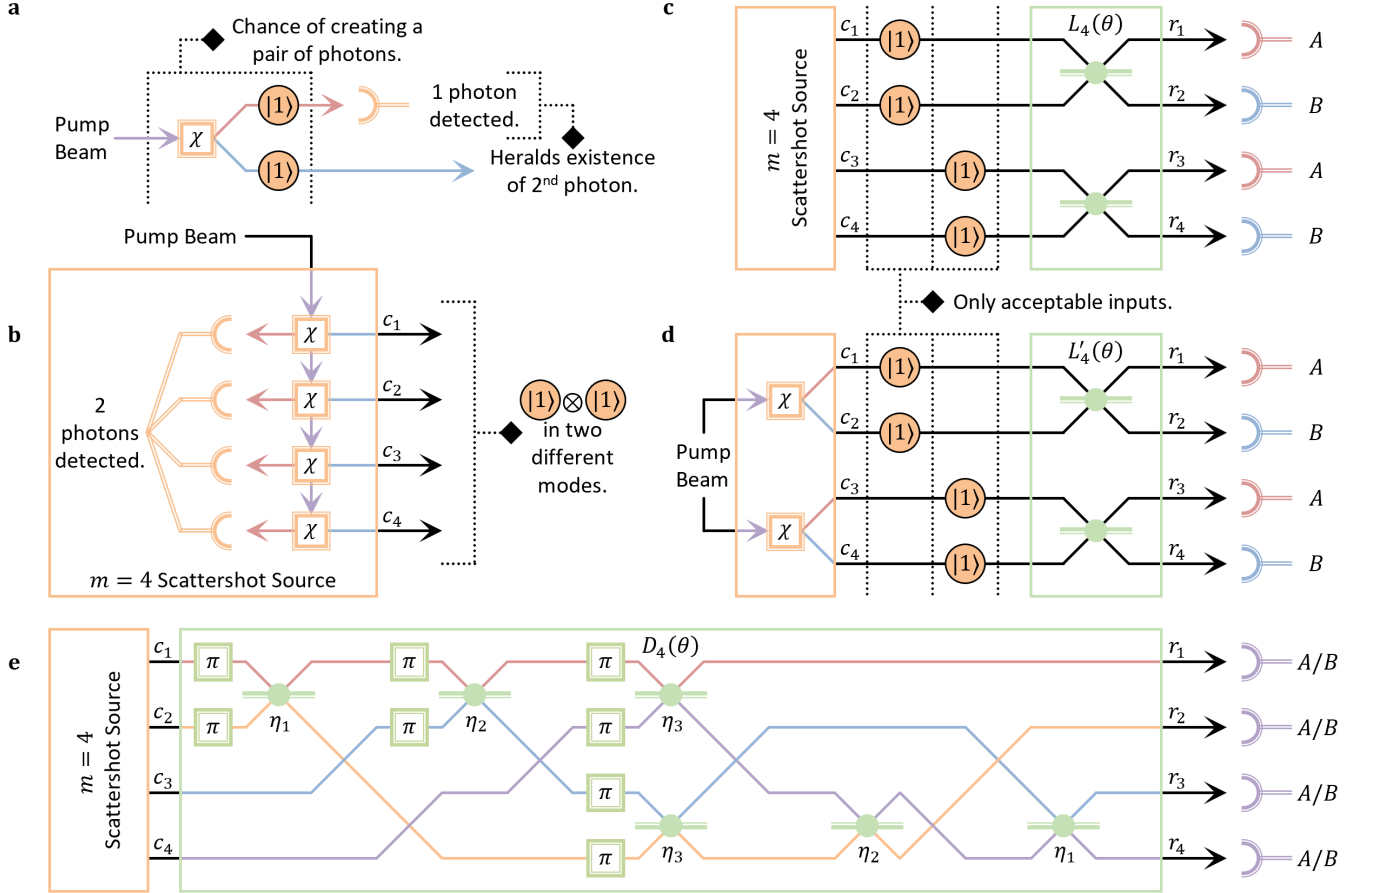 a
Chance of creating a
pair of photons.
Pump
Beam
χ
|1⟩
|1⟩
1 photon
detected.
Heralds existence
of 2nd photon.
b
Pump Beam
2
photons
detected.
χ
χ
χ
χ
c₁
c₂
c₃
c₄
|1⟩ ⊗ |1⟩
in two
different
modes.
m = 4 Scattershot Source
c
m = 4
Scattershot Source
c₁
c₂
c₃
c₄
|1⟩
|1⟩
|1⟩
|1⟩
L₄(θ)
r₁
r₂
r₃
r₄
A
B
A
B
Only acceptable inputs.
d
Pump
Beam
χ
χ
c₁
c₂
c₃
c₄
|1⟩
|1⟩
|1⟩
|1⟩
L′₄(θ)
r₁
r₂
r₃
r₄
A
B
A
B
e
m = 4
Scattershot Source
c₁
c₂
c₃
c₄
D₄(θ)
π
π
π
π
π
π
π
π
η₁
η₂
η₃
η₃
η₂
η₁
r₁
r₂
r₃
r₄
A/B
A/B
A/B
A/B